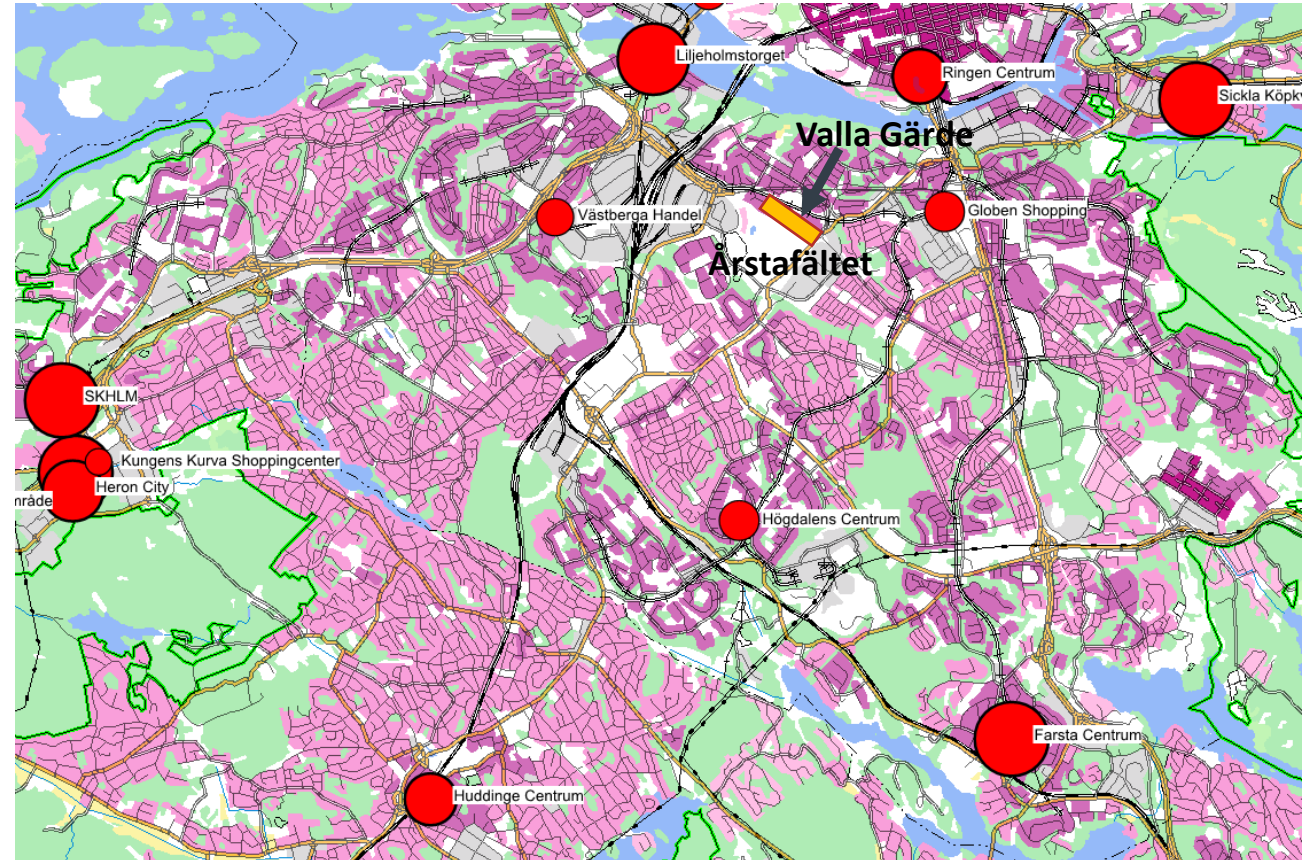 Liljeholmstorget
Ringen Centrum
Sickla Köpkv
Valla Gärde
Västberga Handel
Globen Shopping
Årstafältet
SKHLM
Kungens Kurva Shoppingcenter
Heron City
nråde
Högdalens Centrum
Farsta Centrum
Huddinge Centrum